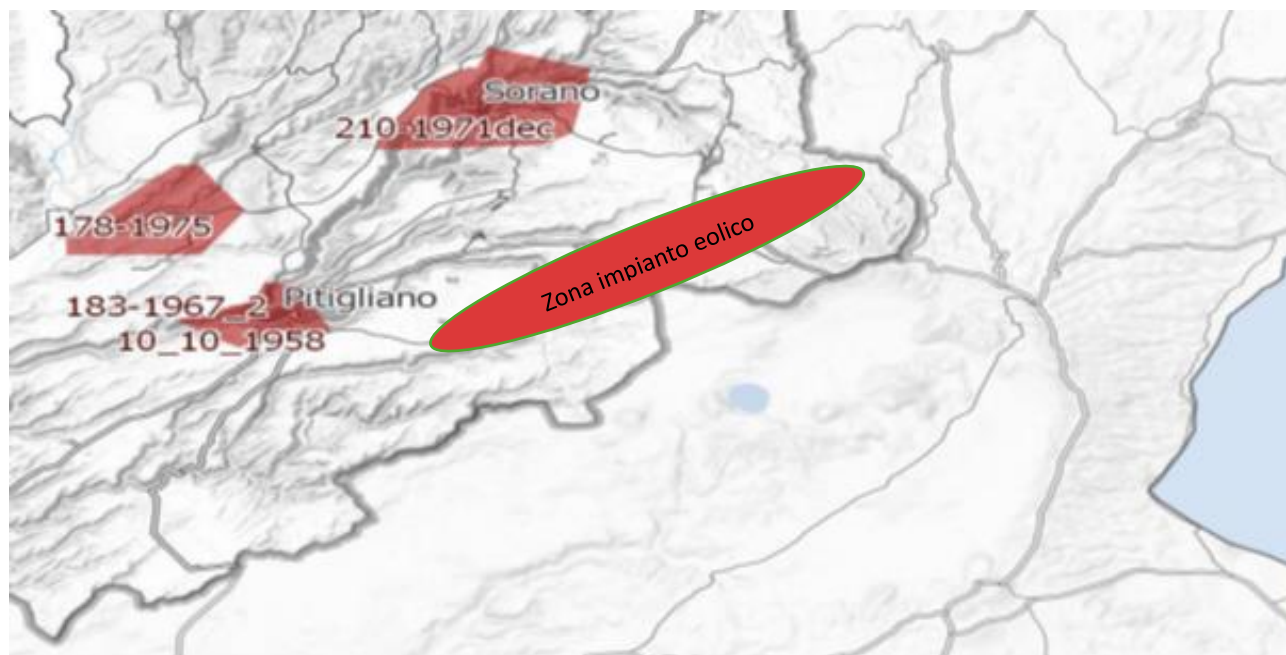 Sorano
210-1971dec
178-1975
Zona impianto eolico
183-1967_2
Pitigliano
10_10_1958